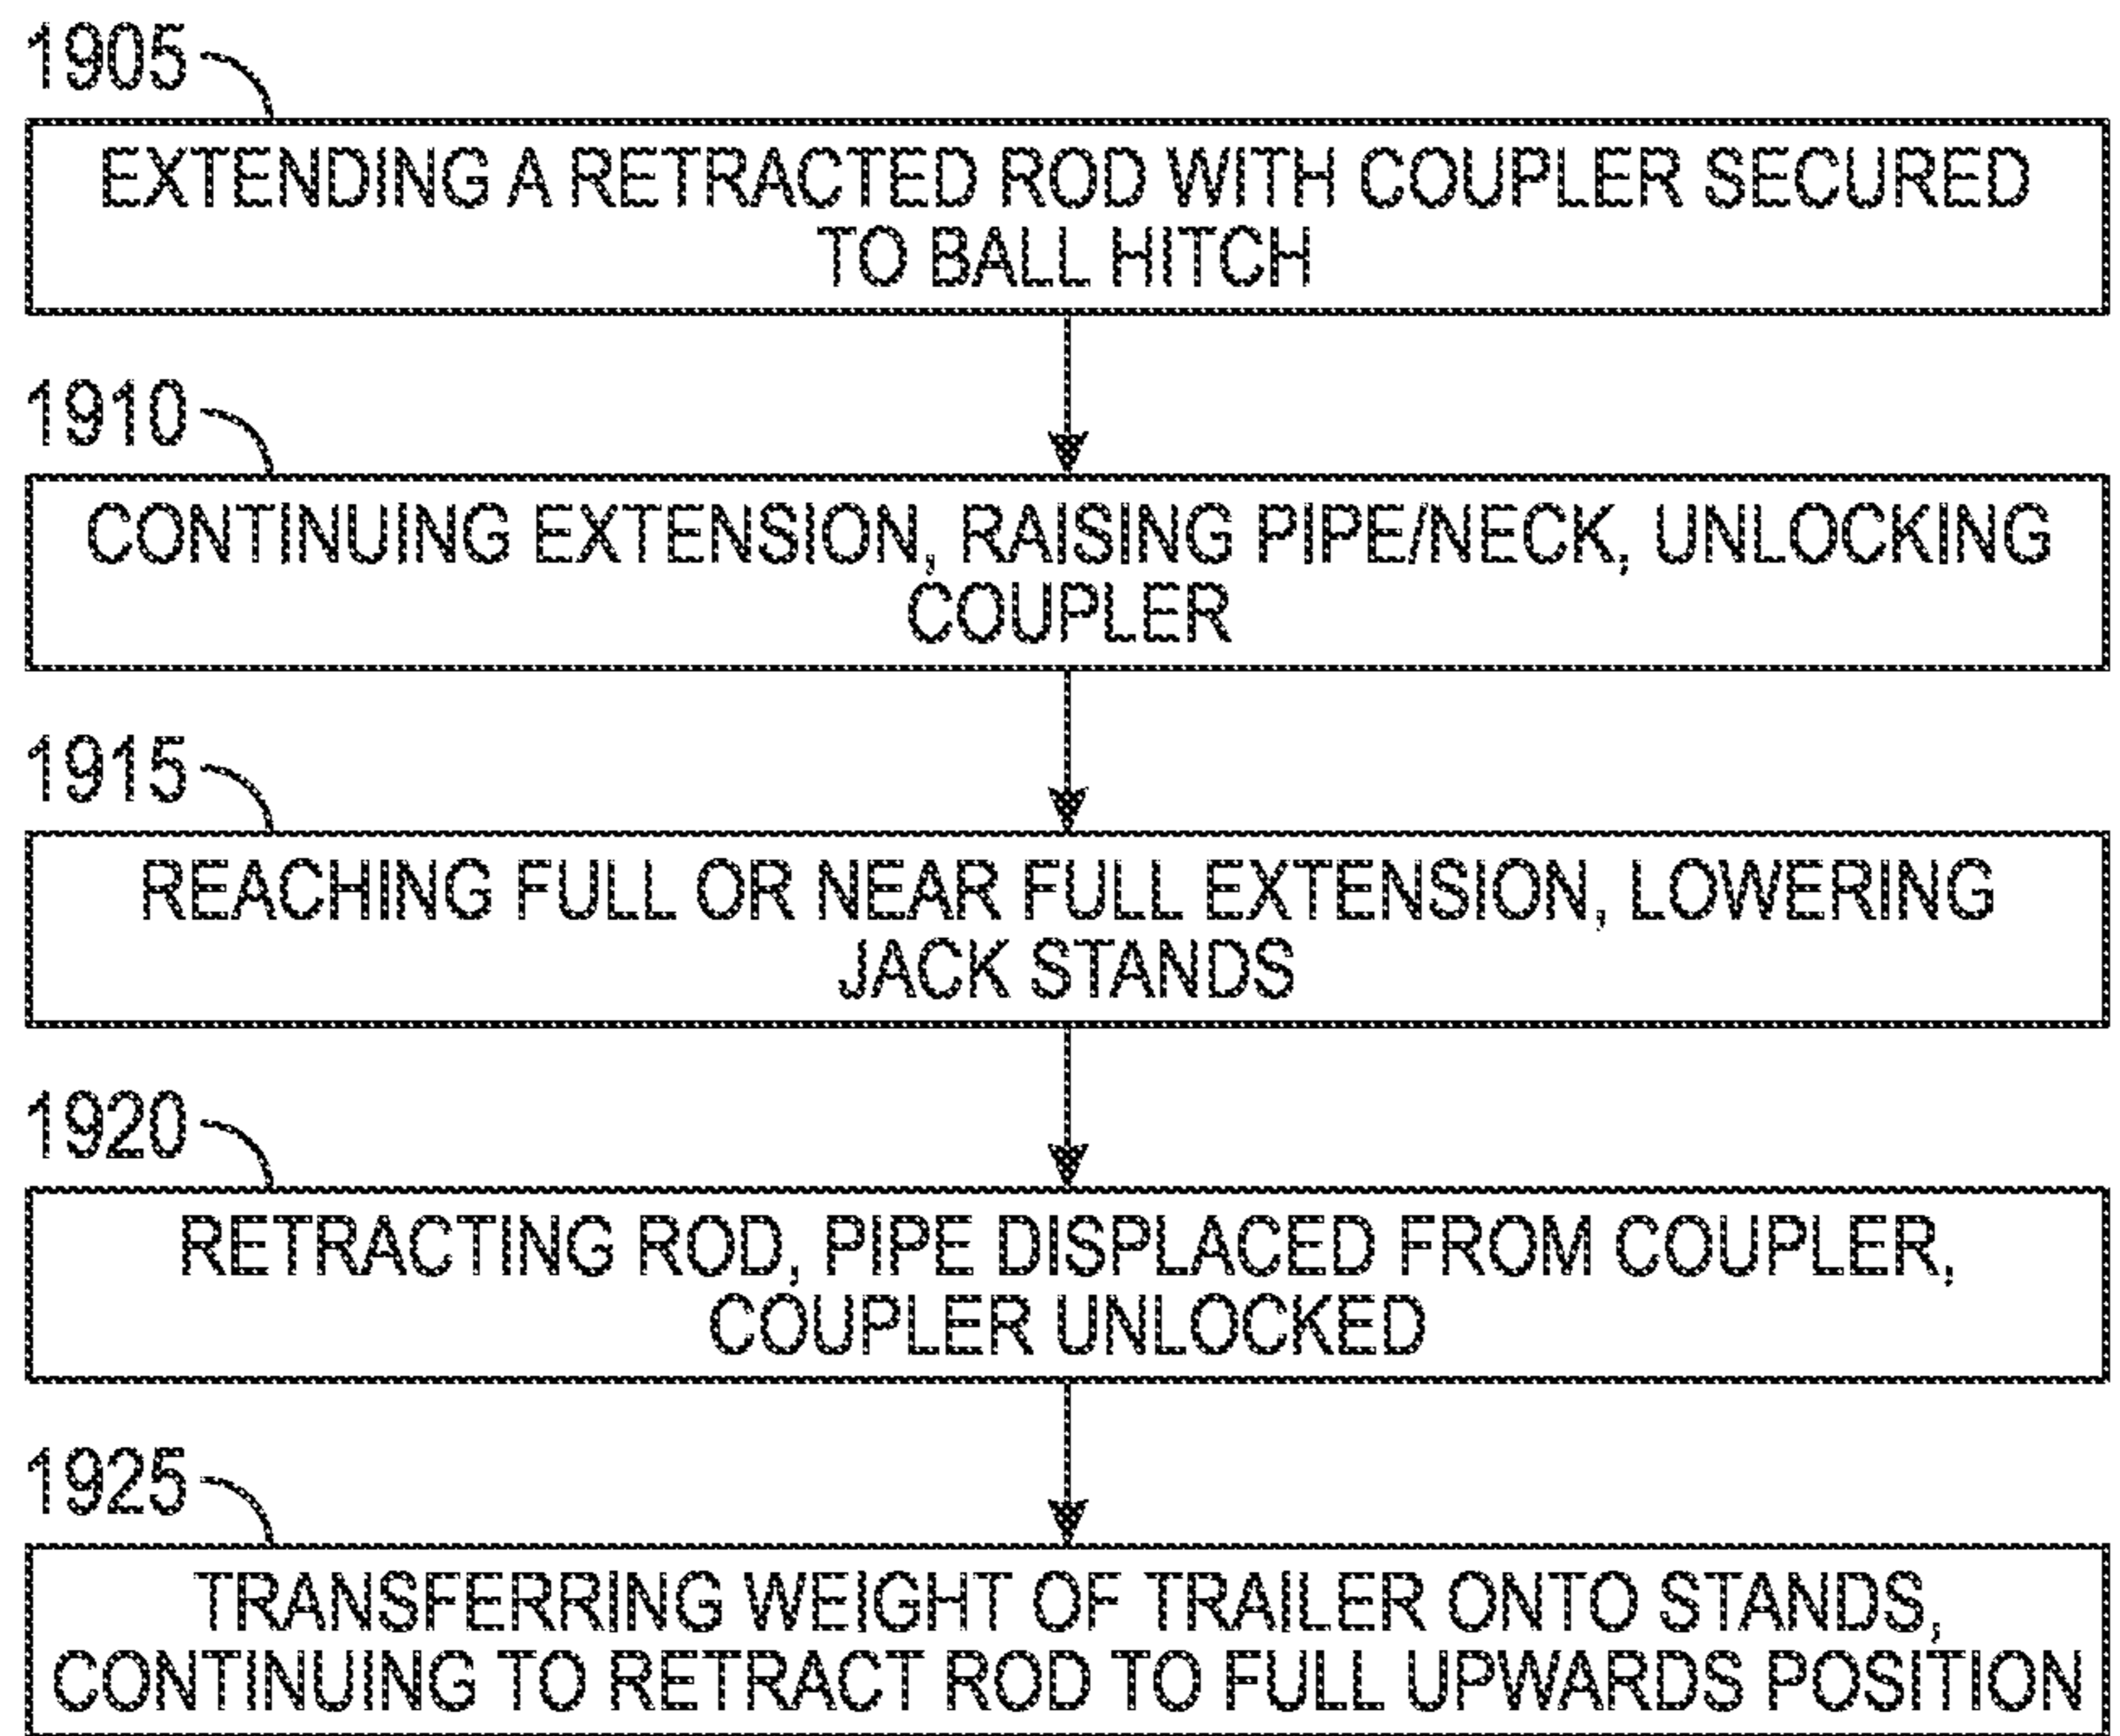 1905
EXTENDING A RETRACTED ROD WITH COUPLER SECURED
TO BALL HITCH
1910
CONTINUING EXTENSION, RAISING PIPE/NECK, UNLOCKING
COUPLER
1915
REACHING FULL OR NEAR FULL EXTENSION, LOWERING
JACK STANDS
1920
RETRACTING ROD, PIPE DISPLACED FROM COUPLER,
COUPLER UNLOCKED
1925
TRANSFERRING WEIGHT OF TRAILER ONTO STANDS,
CONTINUING TO RETRACT ROD TO FULL UPWARDS POSITION